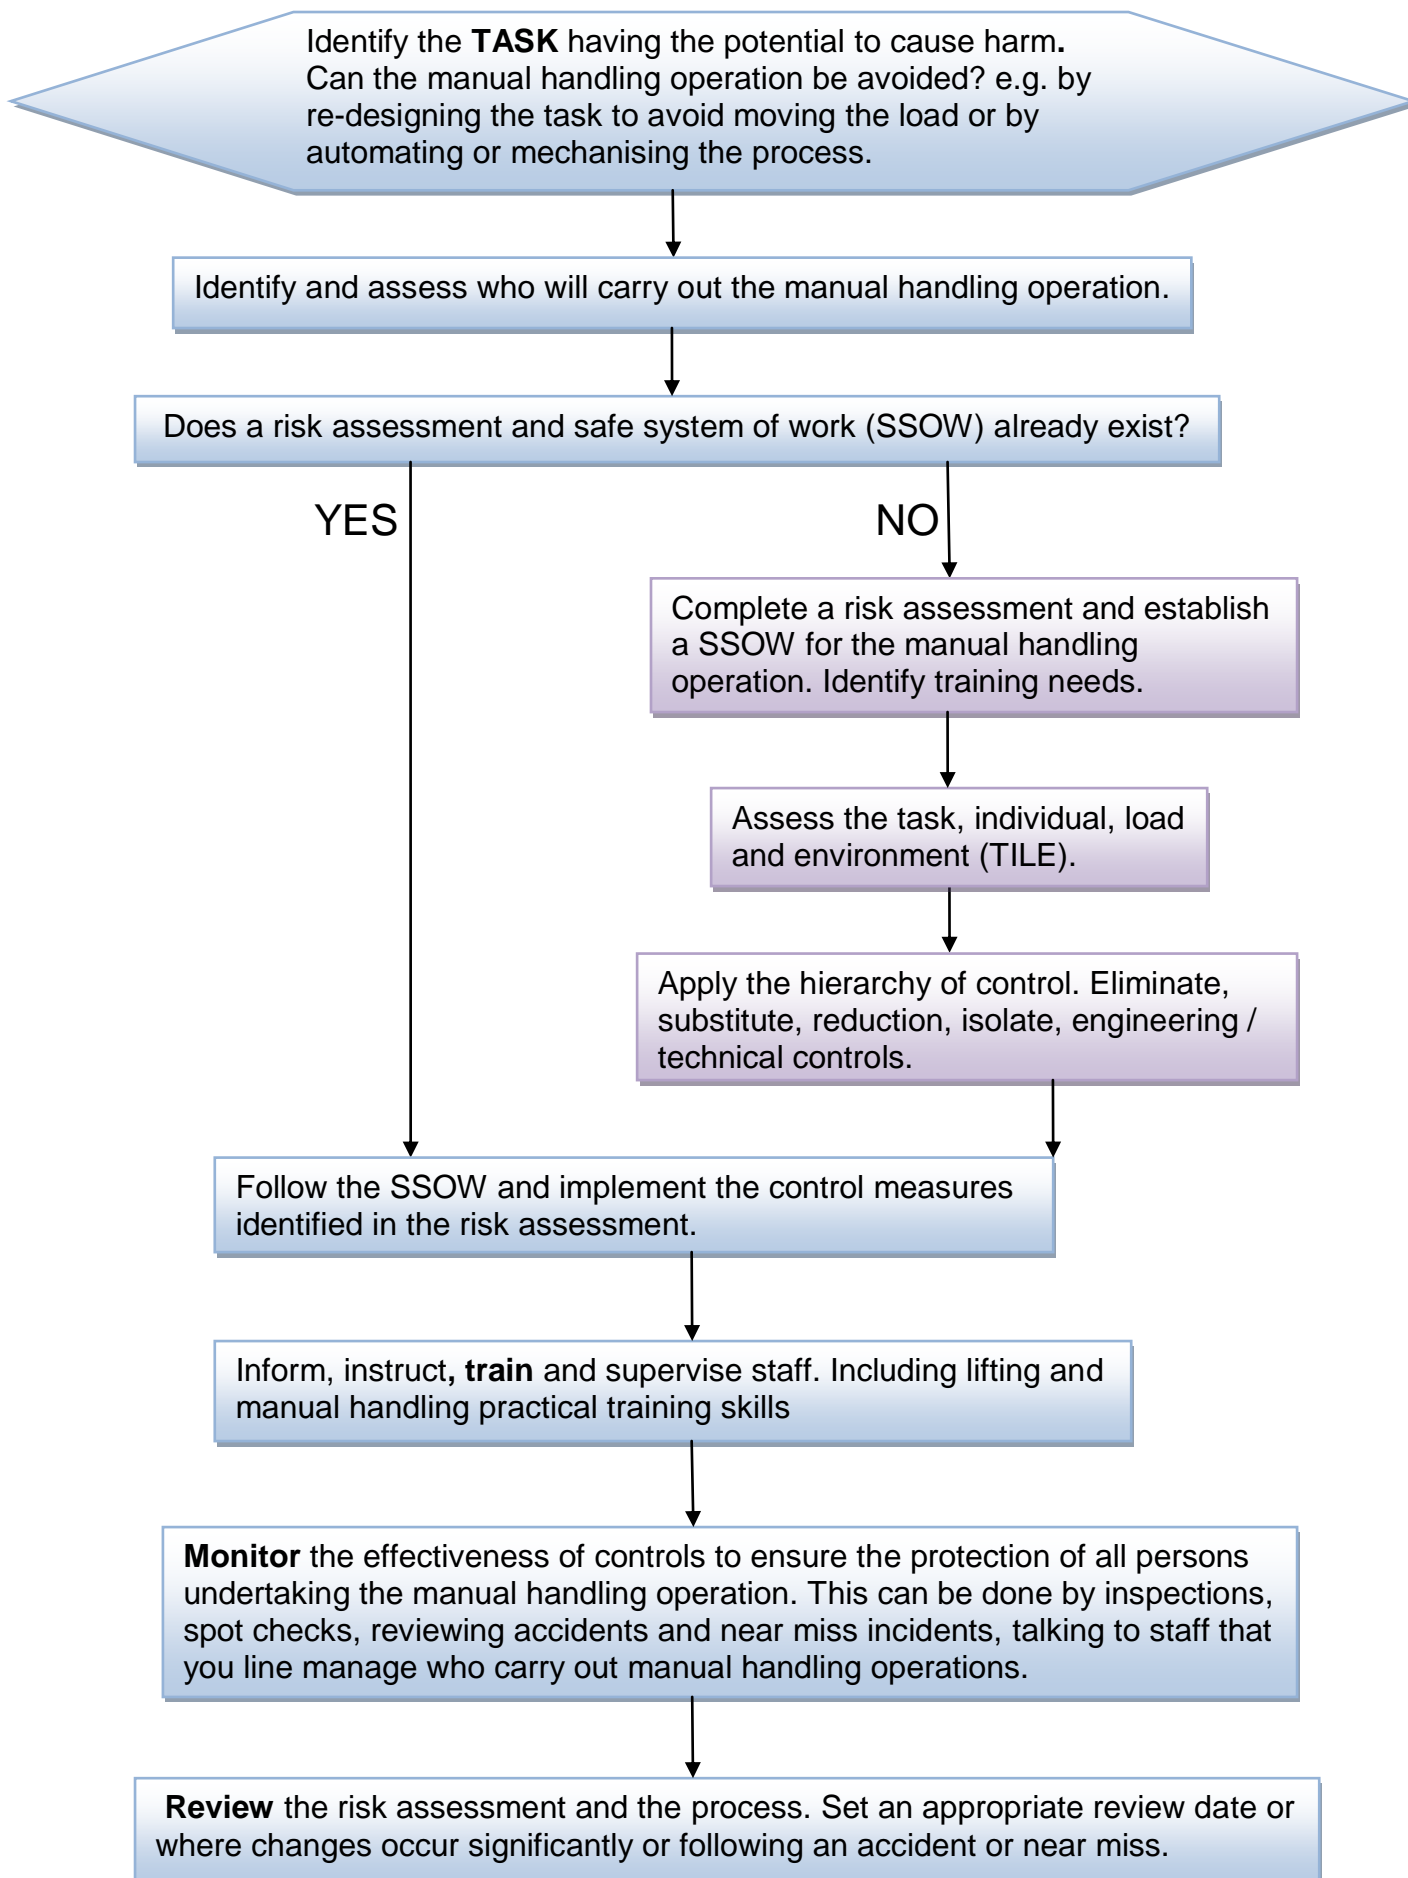 Identify the TASK having the potential to cause harm.
Can the manual handling operation be avoided? e.g. by
re-designing the task to avoid moving the load or by
automating or mechanising the process.
Identify and assess who will carry out the manual handling operation.
Does a risk assessment and safe system of work (SSOW) already exist?
YES
NO
Complete a risk assessment and establish
a SSOW for the manual handling
operation. Identify training needs.
Assess the task, individual, load
and environment (TILE).
Apply the hierarchy of control. Eliminate,
substitute, reduction, isolate, engineering /
technical controls.
Follow the SSOW and implement the control measures
identified in the risk assessment.
Inform, instruct, train and supervise staff. Including lifting and
manual handling practical training skills
Monitor the effectiveness of controls to ensure the protection of all persons
undertaking the manual handling operation. This can be done by inspections,
spot checks, reviewing accidents and near miss incidents, talking to staff that
you line manage who carry out manual handling operations.
Review the risk assessment and the process. Set an appropriate review date or
where changes occur significantly or following an accident or near miss.